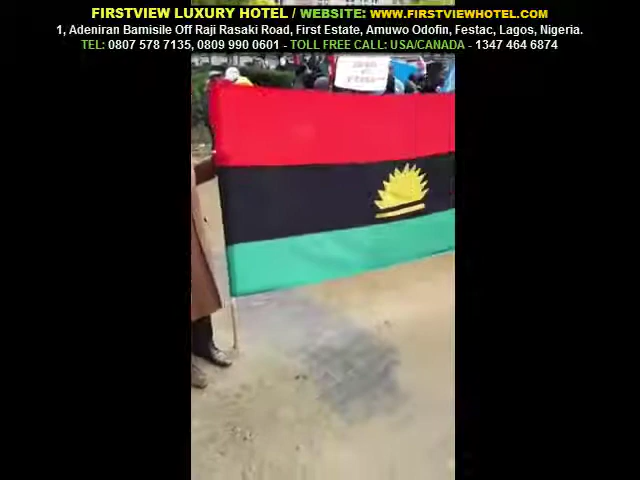 FIRSTVIEW LUXURY HOTEL / WEBSITE: WWW.FIRSTVIEWHOTEL.COM
1, Adeniran Bamisile Off Raji Rasaki Road, First Estate, Amuwo Odofin, Festac, Lagos, Nigeria.
TEL: 0807 578 7135, 0809 990 0601 - TOLL FREE CALL: USA/CANADA - 1347 464 6874